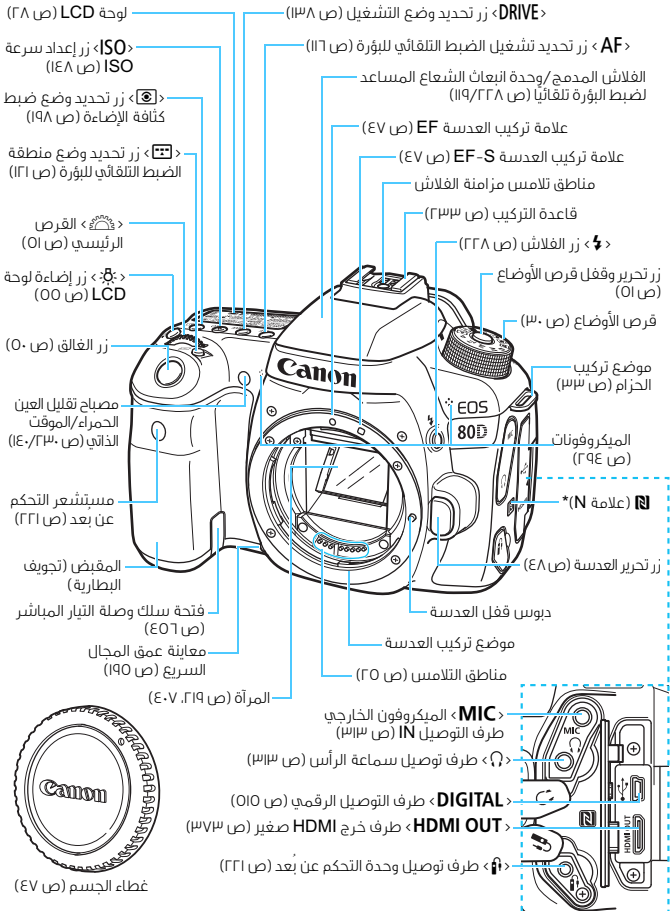 <DRIVE> زر تحديد وضع التشغيل (ص ١٣٨)
<AF> زر تحديد تشغيل الضبط التلقائي للبؤرة (ص ١١٦)
الفلاش المدمج/وحدة انبعاث الشعاع المساعد
لضبط البؤرة تلقائيًا (ص ١١٩/٢٢٨)
علامة تركيب العدسة EF (ص ٤٧)
علامة تركيب العدسة EF-S (ص ٤٧)
مناطق تلامس مزامنة الفلاش
قاعدة التركيب (ص ٢٣٣)
<⚡> زر الفلاش (ص ٢٢٨)
زر تحرير وقفل قرص الأوضاع
(ص ٥١)
قرص الأوضاع (ص ٣٠)
موضع تركيب
الحزام (ص ٣٣)
الميكروفونات
(ص ٢٩٤)
(علامة N)*
زر تحرير العدسة (ص ٤٨)
دبوس قفل العدسة
موضع تركيب العدسة
مناطق التلامس (ص ٢٥)
المرآة (ص ٢١٩، ٤٠٧)
لوحة LCD (ص ٢٨)
<ISO> زر إعداد سرعة
ISO (ص ١٤٨)
<> زر تحديد وضع ضبط
كثافة الإضاءة (ص ١٩٨)
<> زر تحديد وضع منطقة
الضبط التلقائي للبؤرة (ص ١٢١)
<> القرص
الرئيسي (ص ٥١)
<> زر إضاءة لوحة
LCD (ص ٥٥)
زر الغالق (ص ٥٠)
مصباح تقليل العين
الحمراء/الموقت
الذاتي (ص ١٤٠/٢٣٠)
مستشعر التحكم
عن بُعد (ص ٢٢١)
المقبض (تجويف
البطارية)
فتحة سلك وصلة التيار المباشر
(ص ٤٥٦)
معاينة عمق المجال
السريع (ص ١٩٥)
Canon
EOS
80D
<MIC> الميكروفون الخارجي
طرف التوصيل IN (ص ٣١٣)
<🎧> طرف توصيل سماعة الرأس (ص ٣١٣)
<DIGITAL> طرف التوصيل الرقمي (ص ٥١٥)
<HDMI OUT> طرف خرج HDMI صغير (ص ٣٧٣)
<> طرف توصيل وحدة التحكم عن بُعد (ص ٢٢١)
MIC
HDMI OUT
Canon
غطاء الجسم (ص ٤٧)